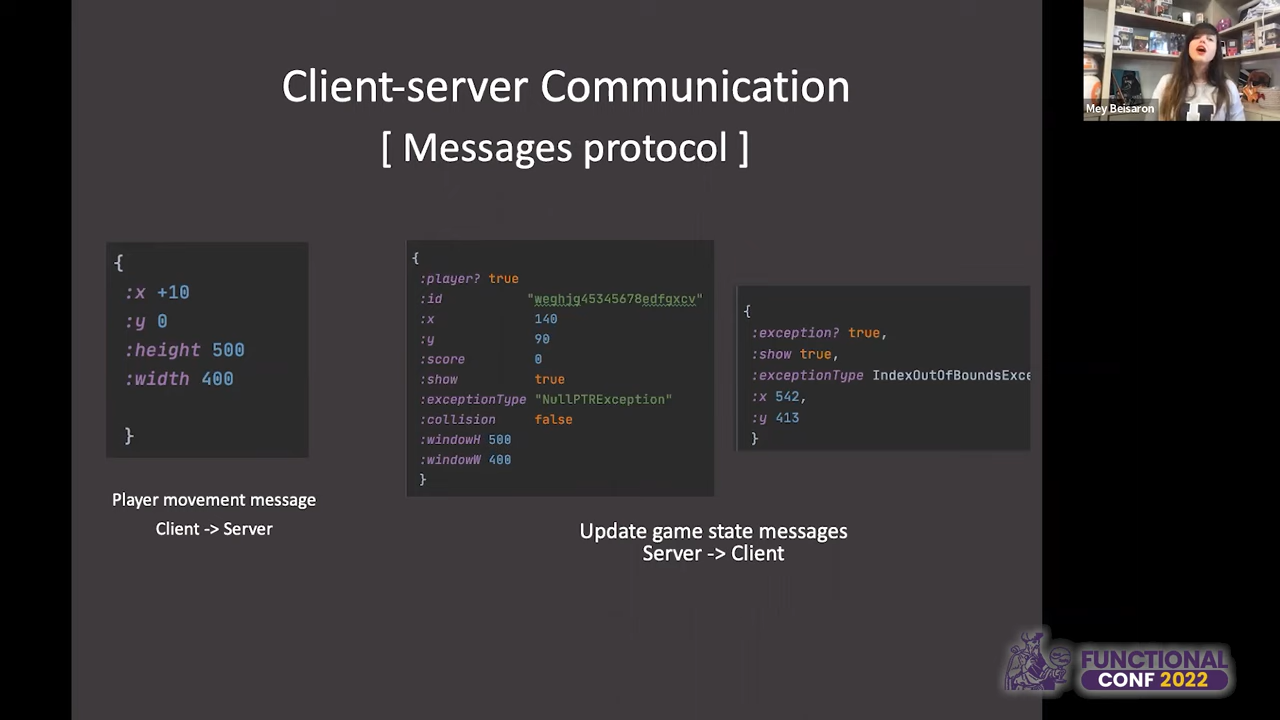 Client-server Communication
[ Messages protocol ]
Mey Beisaron
{
:x +10
:y 0
:height 500
:width 400
}
Player movement message
Client -> Server
{
:player? true
:id "weghjg45345678edfgxcv"
:x 140
:y 90
:score 0
:show true
:exceptionType "NullPTRException"
:collision false
:windowH 500
:windowW 400
}
{
:exception? true,
:show true,
:exceptionType IndexOutOfBoundsExce
:x 542,
:y 413
}
Update game state messages
Server -> Client
FUNCTIONAL
CONF 2022